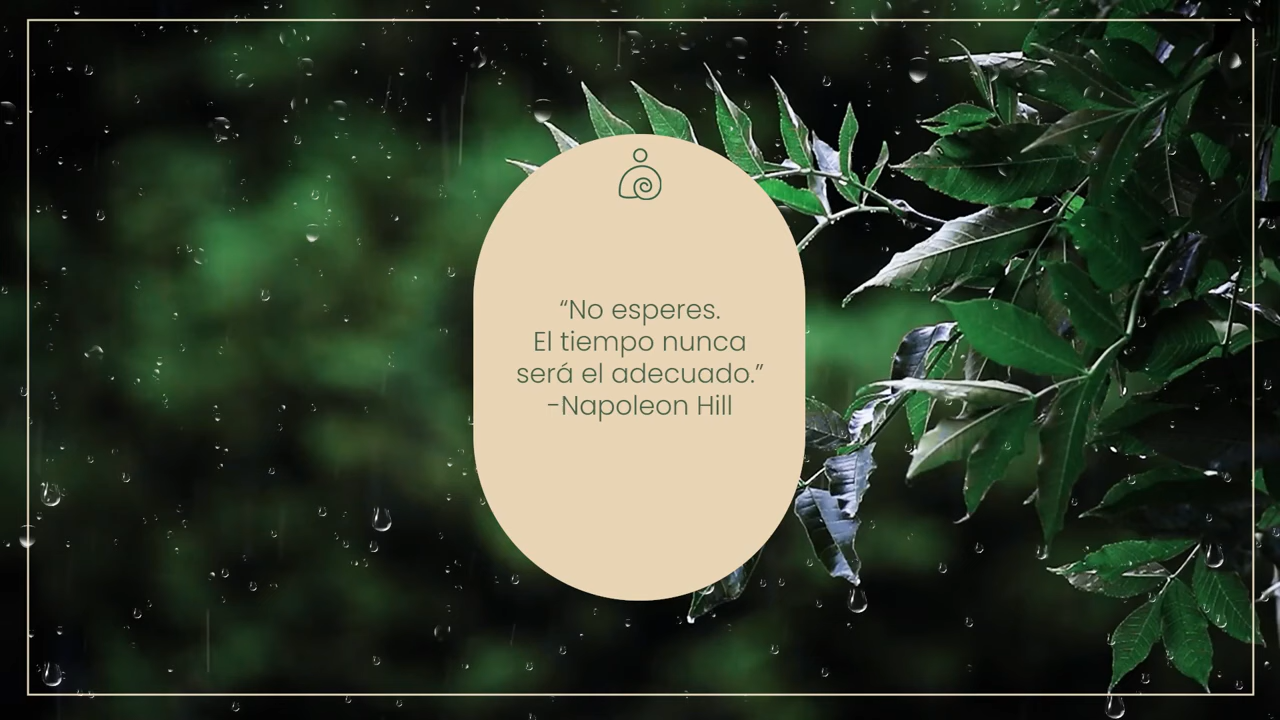 “No esperes.
El tiempo nunca
será el adecuado.”
-Napoleon Hill